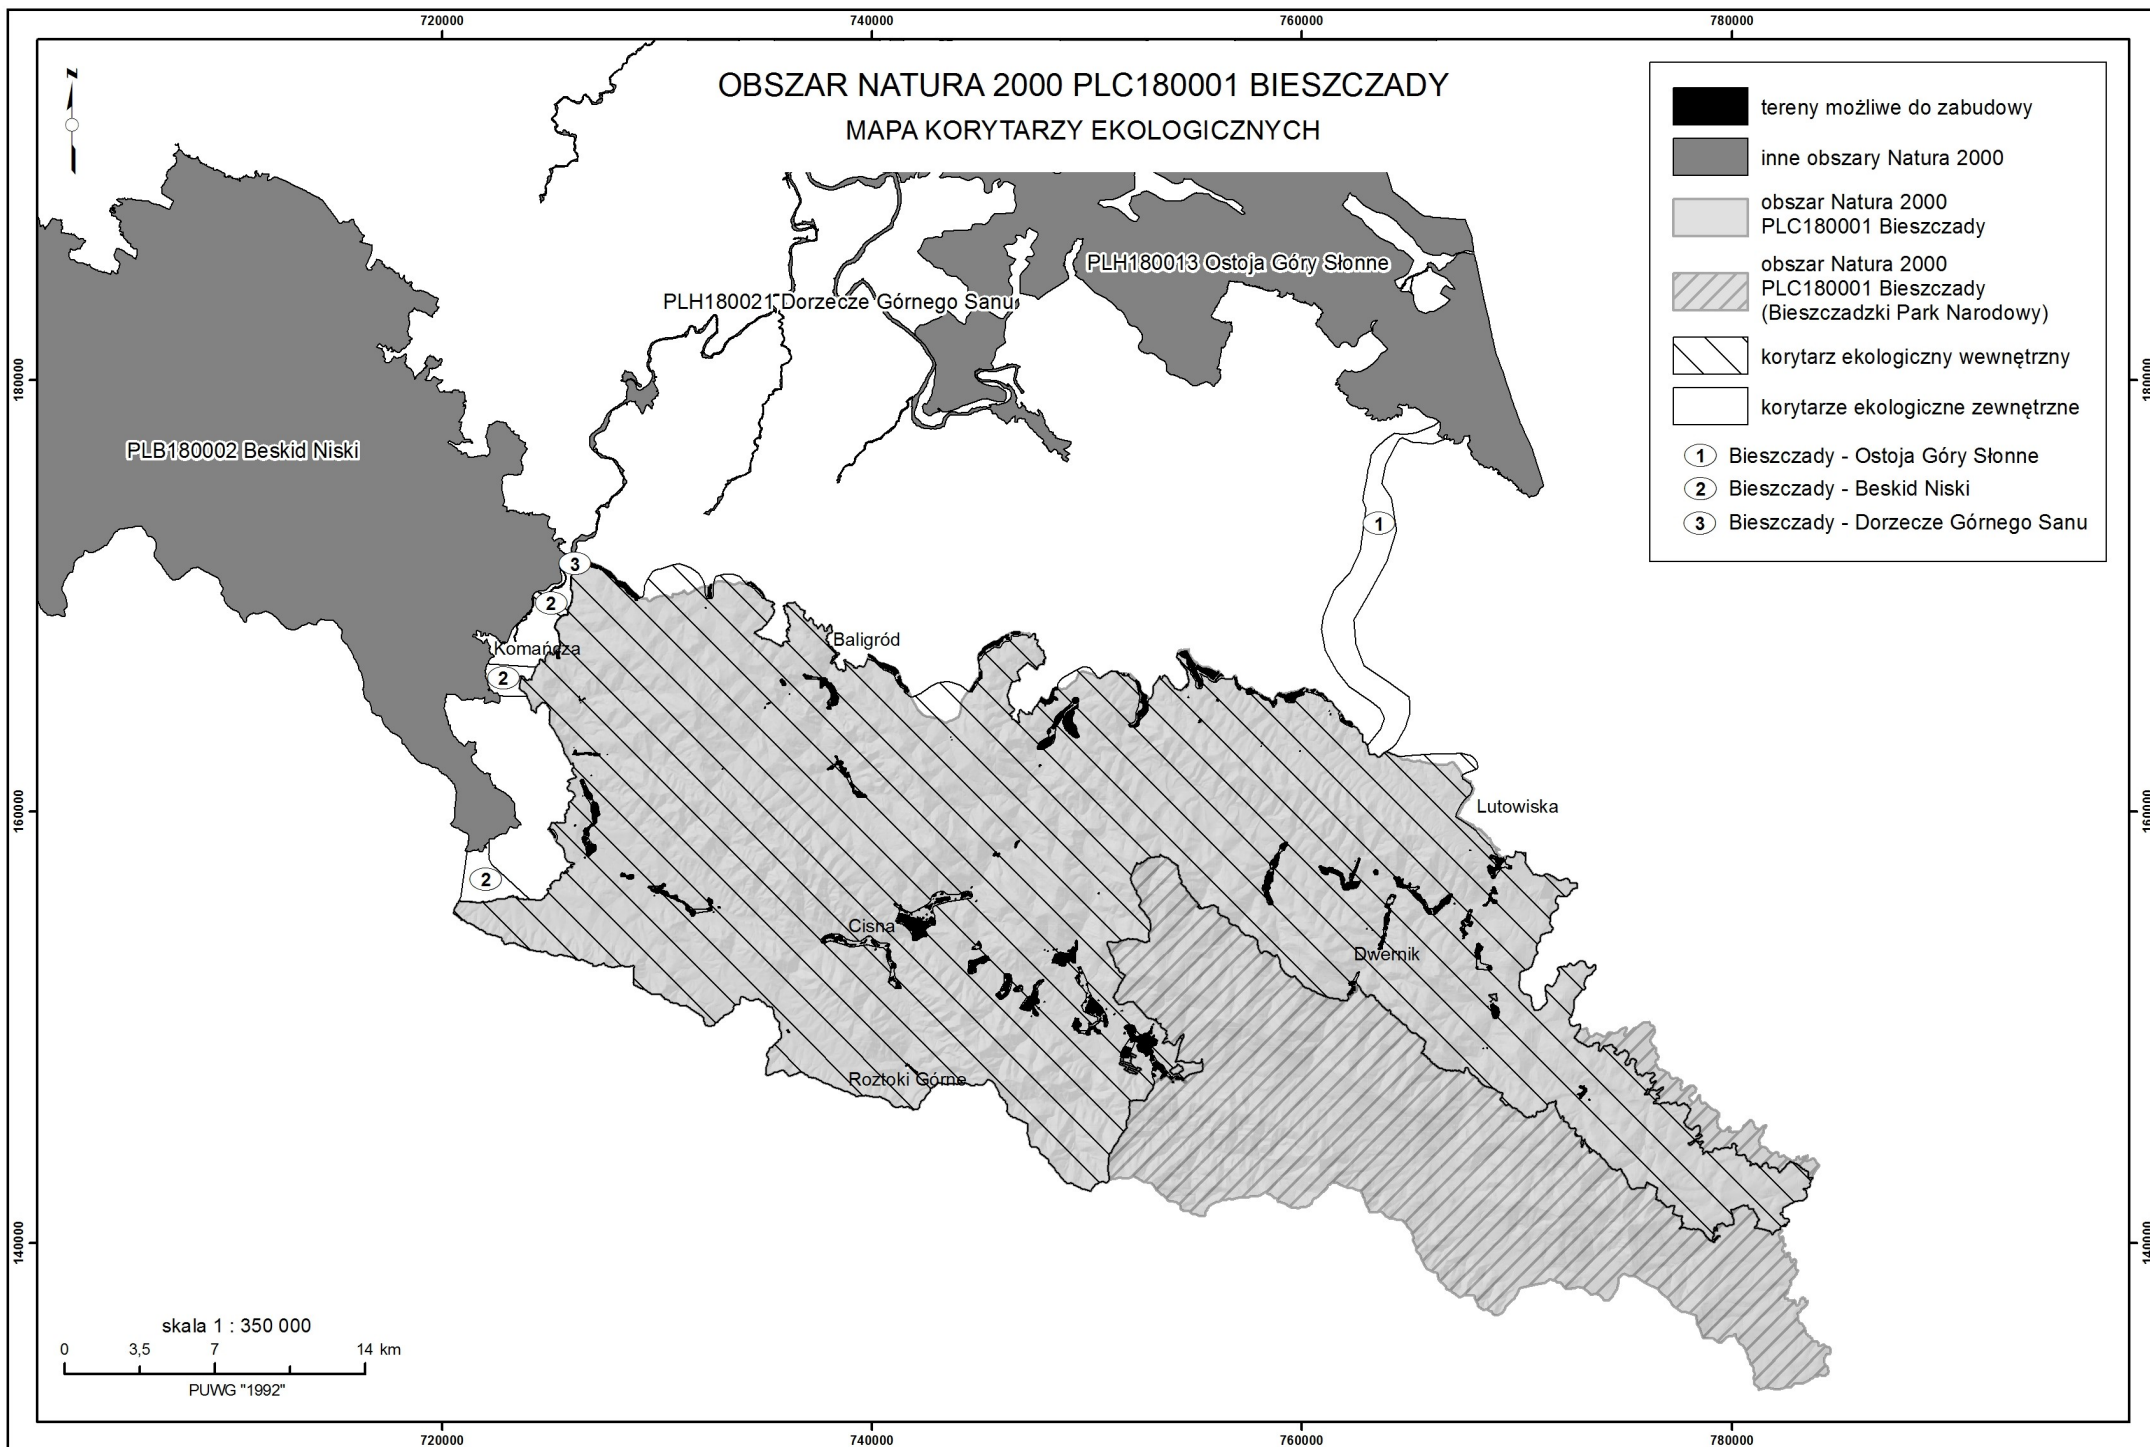 720000
740000
760000
780000
OBSZAR NATURA 2000 PLC180001 BIESZCZADY
MAPA KORYTARZY EKOLOGICZNYCH
N
tereny możliwe do zabudowy
inne obszary Natura 2000
obszar Natura 2000
PLC180001 Bieszczady
obszar Natura 2000
PLC180001 Bieszczady
(Bieszczadzki Park Narodowy)
korytarz ekologiczny wewnętrzny
korytarze ekologiczne zewnętrzne
1 Bieszczady - Ostoja Góry Słonne
2 Bieszczady - Beskid Niski
3 Bieszczady - Dorzecze Górnego Sanu
PLH180013 Ostoja Góry Słonne
PLH180021 Dorzecze Górnego Sanu
180000
180000
PLB180002 Beskid Niski
1
3
2
Komańcza
Baligród
2
160000
160000
Lutowiska
2
Cisna
Dwernik
Roztoki Górne
140000
140000
skala 1 : 350 000
0
3,5
7
14 km
PUWG "1992"
720000
740000
760000
780000